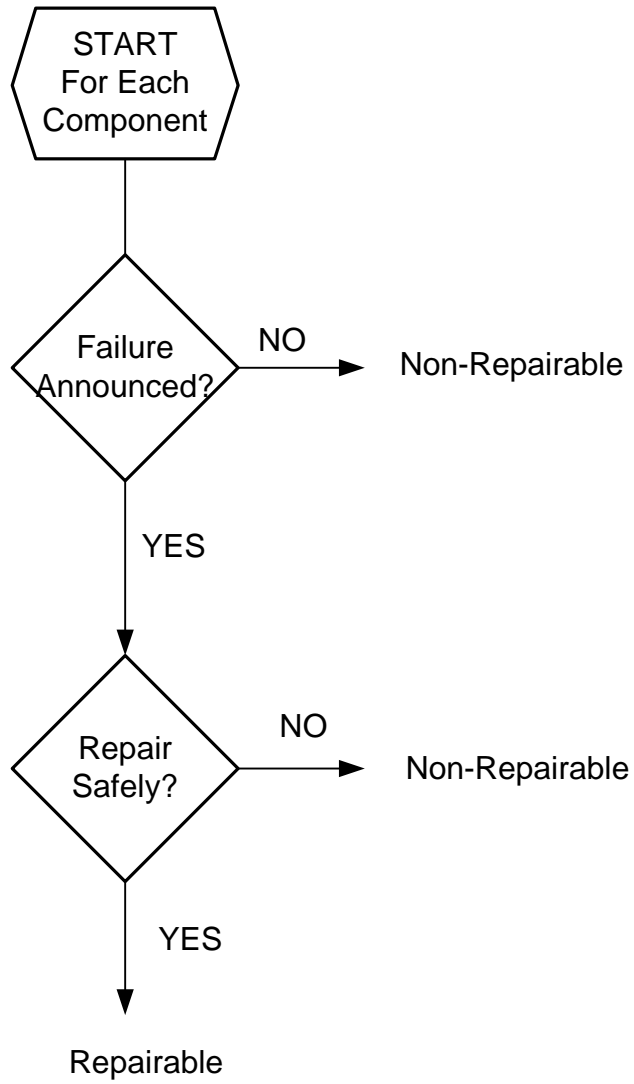 START
For Each
Component
Failure
Announced?
NO
Non-Repairable
YES
Repair
Safely?
NO
Non-Repairable
YES
Repairable